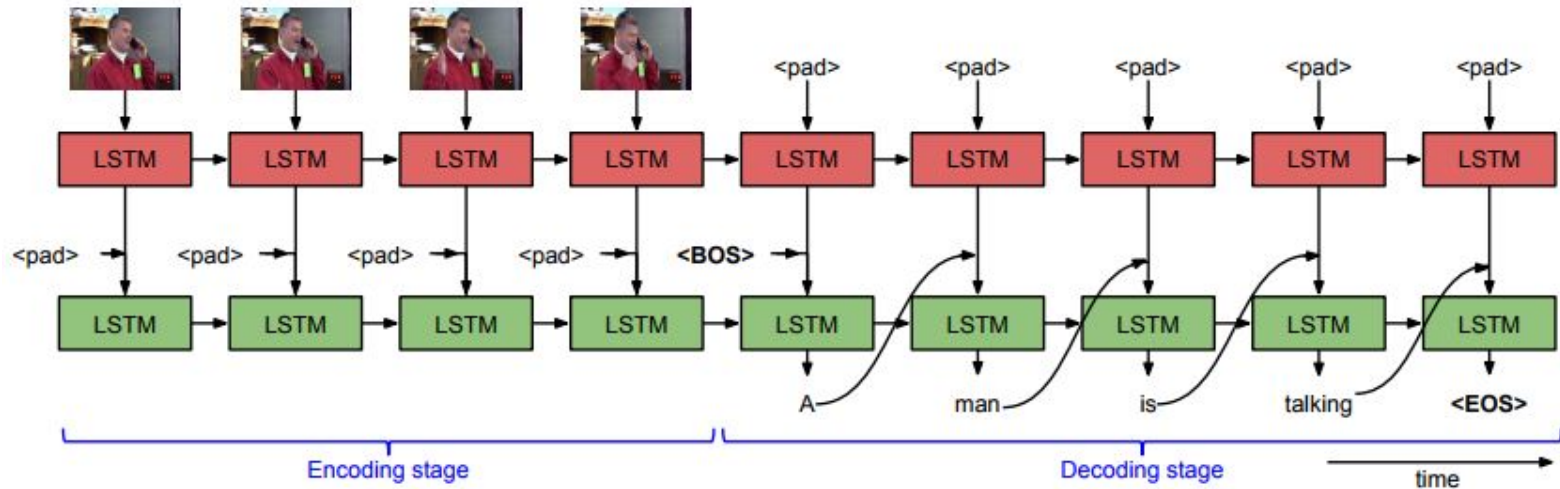 <pad> <pad> <pad> <pad> <pad>
LSTM LSTM LSTM LSTM LSTM LSTM LSTM LSTM LSTM
<pad> <pad> <pad> <pad> <BOS>
LSTM LSTM LSTM LSTM LSTM LSTM LSTM LSTM LSTM
A man is talking <EOS>
Encoding stage Decoding stage
time